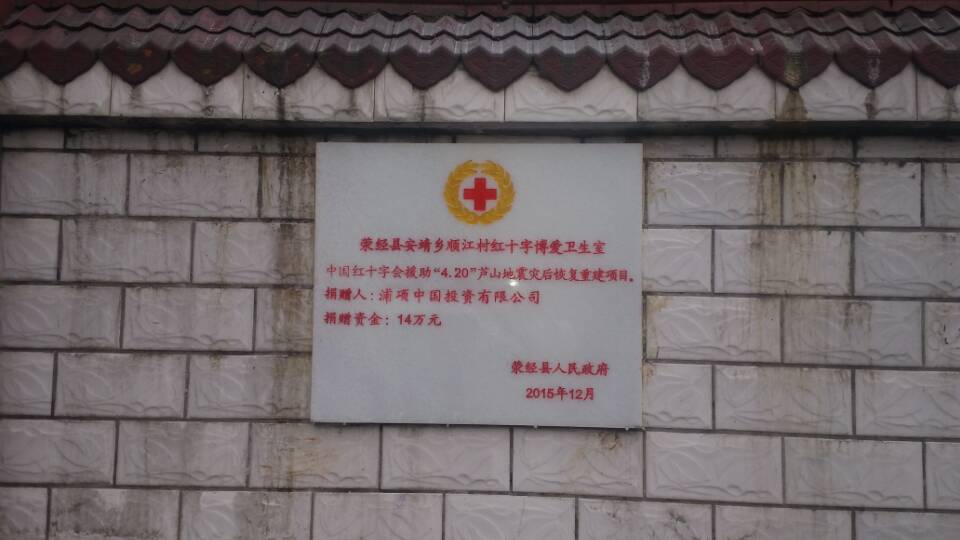 荥经县安靖乡顺江村红十字博爱卫生室
中国红十字会援助“4.20”芦山地震灾后恢复重建项目。
捐赠人：浦项中国投资有限公司
捐赠资金：14万元
荥经县人民政府
2015年12月